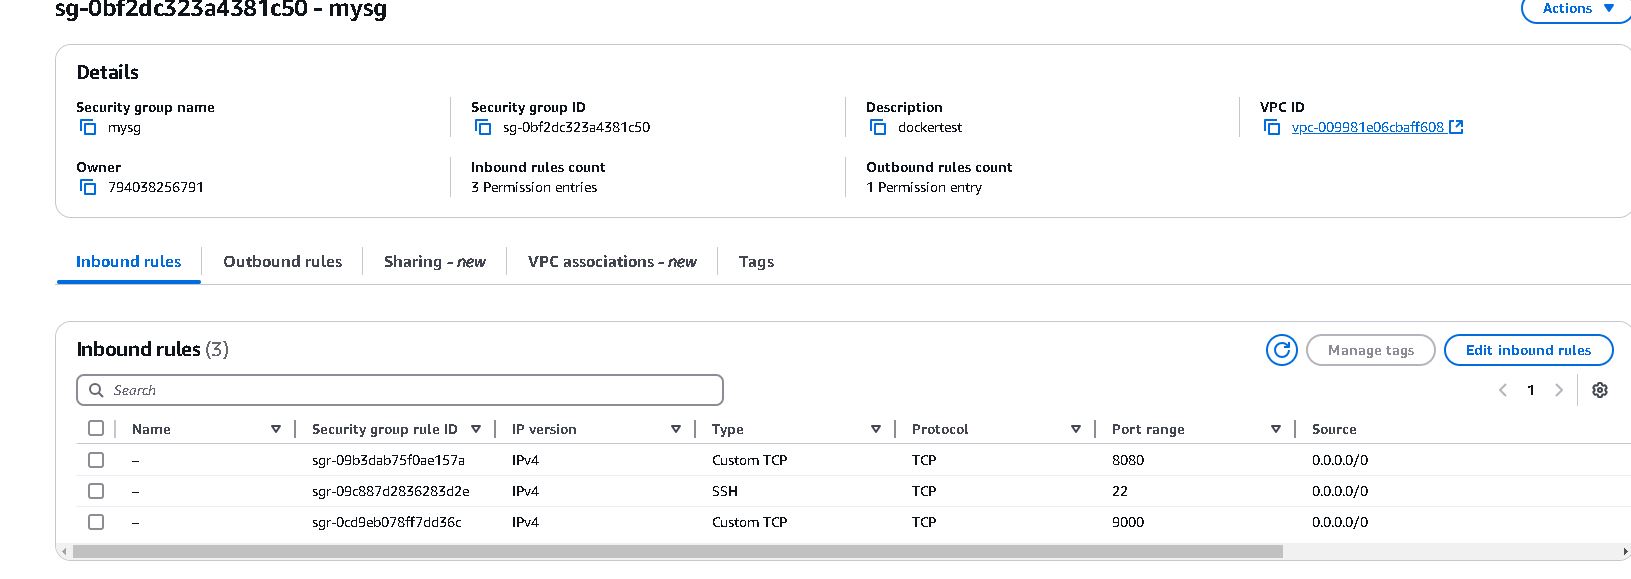 sg-0bf2dc323a4381c50 - mysg
Actions
Details
Security group name
mysg
Security group ID
sg-0bf2dc323a4381c50
Description
dockertest
VPC ID
vpc-009981e06cbaff608
Owner
794038256791
Inbound rules count
3 Permission entries
Outbound rules count
1 Permission entry
Inbound rules Outbound rules Sharing - new VPC associations - new Tags
Inbound rules (3)
Manage tags
Edit inbound rules
Search
1
Name Security group rule ID IP version Type Protocol Port range Source
– sgr-09b3dab75f0ae157a IPv4 Custom TCP TCP 8080 0.0.0.0/0
– sgr-09c887d2836283d2e IPv4 SSH TCP 22 0.0.0.0/0
– sgr-0cd9eb078ff7dd36c IPv4 Custom TCP TCP 9000 0.0.0.0/0